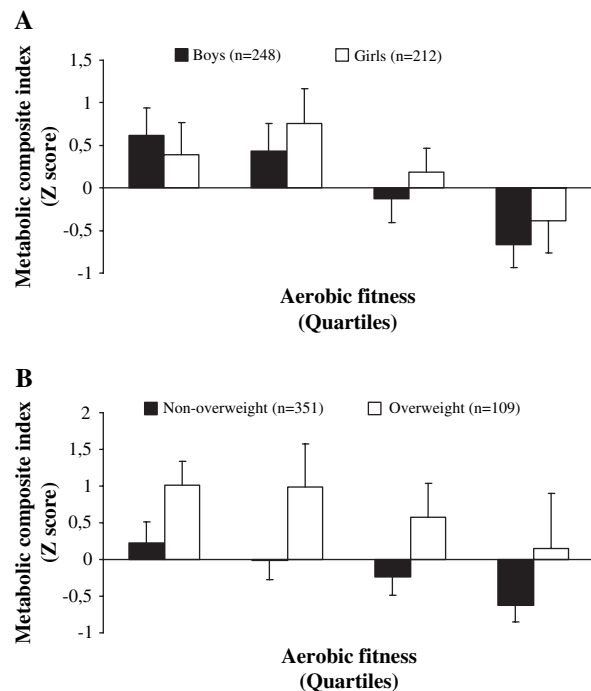 A
Boys (n=248)
Girls (n=212)
1,5
1
0,5
0
-0,5
-1
Metabolic composite index
(Z score)
Aerobic fitness
(Quartiles)
B
Non-overweight (n=351)
Overweight (n=109)
2
1,5
1
0,5
0
-0,5
-1
Metabolic composite index
(Z score)
Aerobic fitness
(Quartiles)